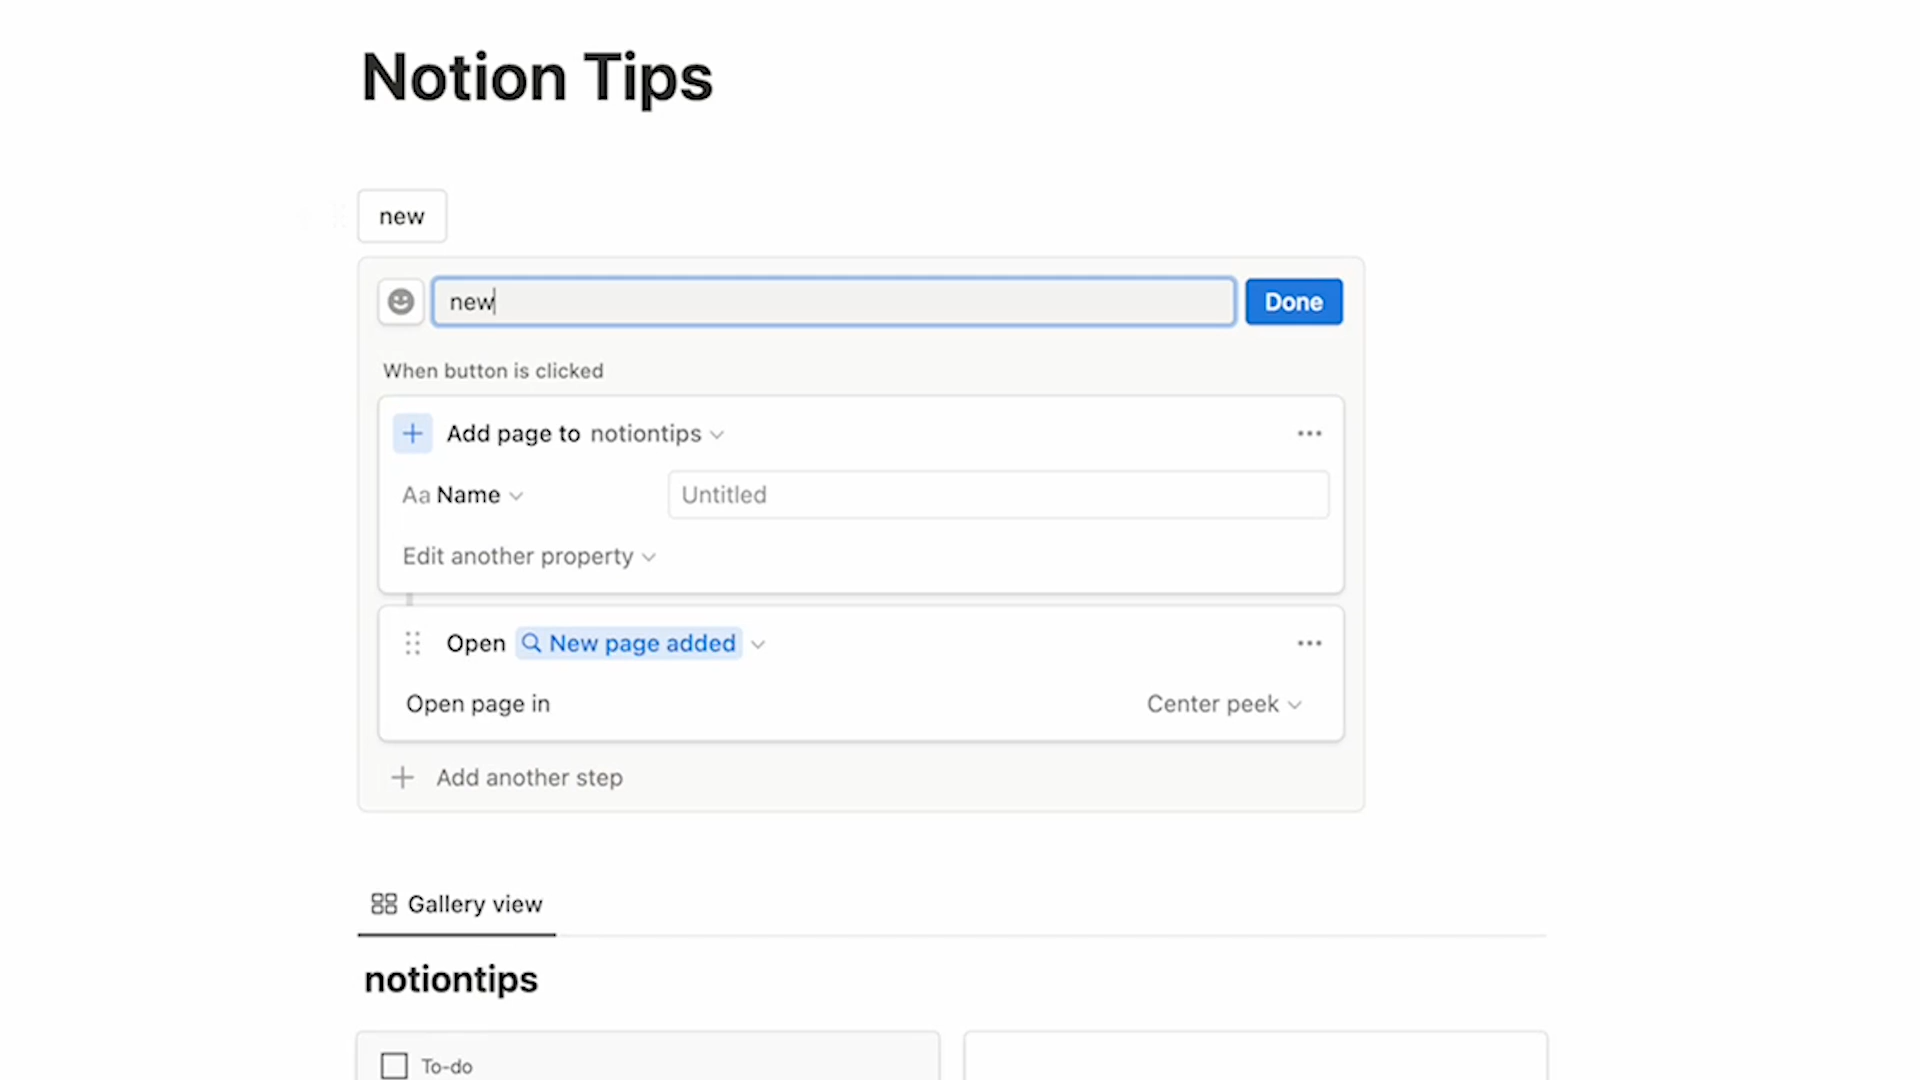 Notion Tips
new
new Done
When button is clicked
Add page to notiontips
Aa Name Untitled
Edit another property
Open New page added
Open page in Center peek
Add another step
Gallery view
notiontips
To-do